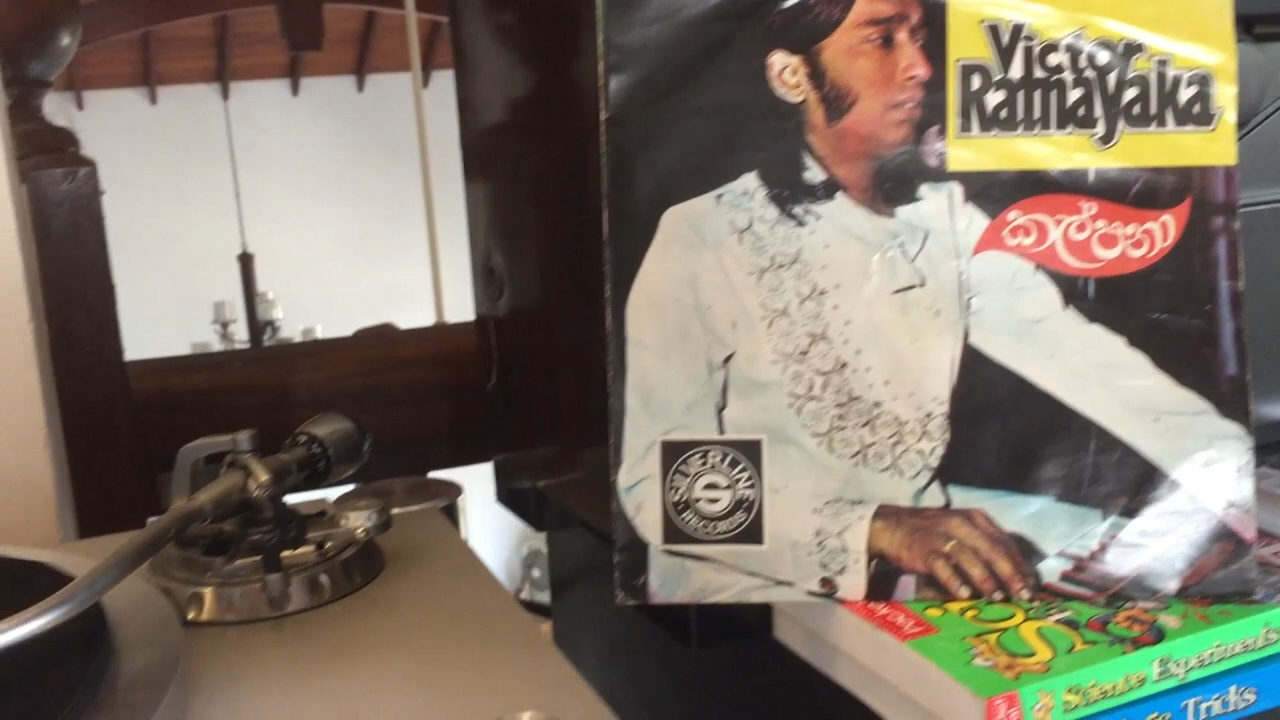 Victor
Ratnayaka
කල්පනා
SILVERLINE
S
RECORDS
& Science Experiments
Tricks